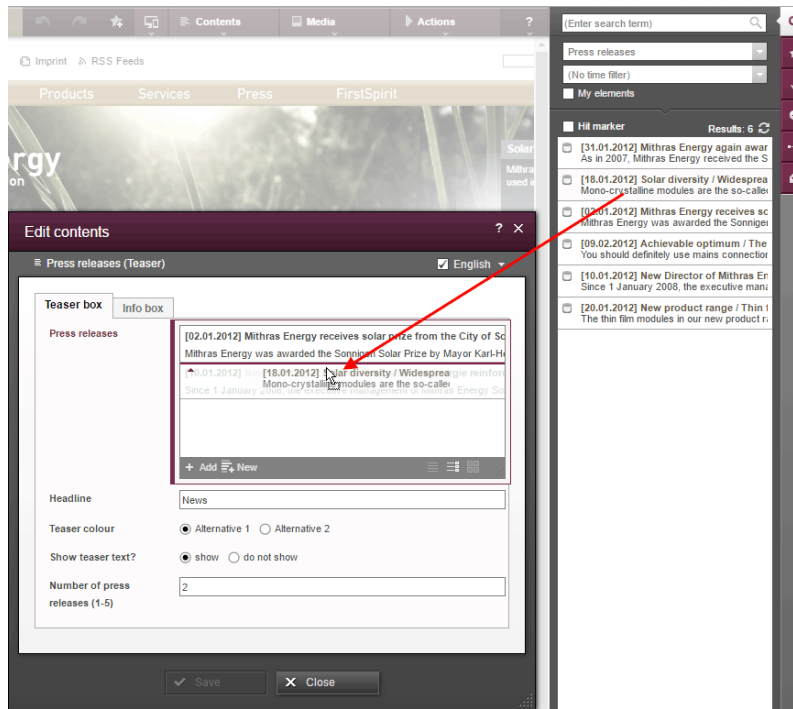 Contents
Media
Actions
?
Imprint
RSS Feeds
Products
Services
Press
FirstSpirit
rgy
on
Solar
Mithra
used i
Edit contents
?
Press releases (Teaser)
English
Teaser box
Info box
Press releases
[02.01.2012] Mithras Energy receives solar prize from the City of So
Mithras Energy was awarded the Sonnigen Solar Prize by Mayor Karl-He
[18.01.2012] Solar diversity / Widesprea
Mono-crystalline modules are the so-calle
Since 1 January 2008, the executive management of Mithras Energy So
+ Add
New
Headline
News
Teaser colour
Alternative 1
Alternative 2
Show teaser text?
show
do not show
Number of press
releases (1-5)
2
Save
X Close
(Enter search term)
Press releases
(No time filter)
My elements
Hit marker
Results: 6
[31.01.2012] Mithras Energy again awar
As in 2007, Mithras Energy received the S
[18.01.2012] Solar diversity / Widesprea
Mono-crystalline modules are the so-called
[02.01.2012] Mithras Energy receives so
Mithras Energy was awarded the Sonnige
[09.02.2012] Achievable optimum / The
You should definitely use mains connection
[10.01.2012] New Director of Mithras En
Since 1 January 2008, the executive mana
[20.01.2012] New product range / Thin f
The thin film modules in our new product ra